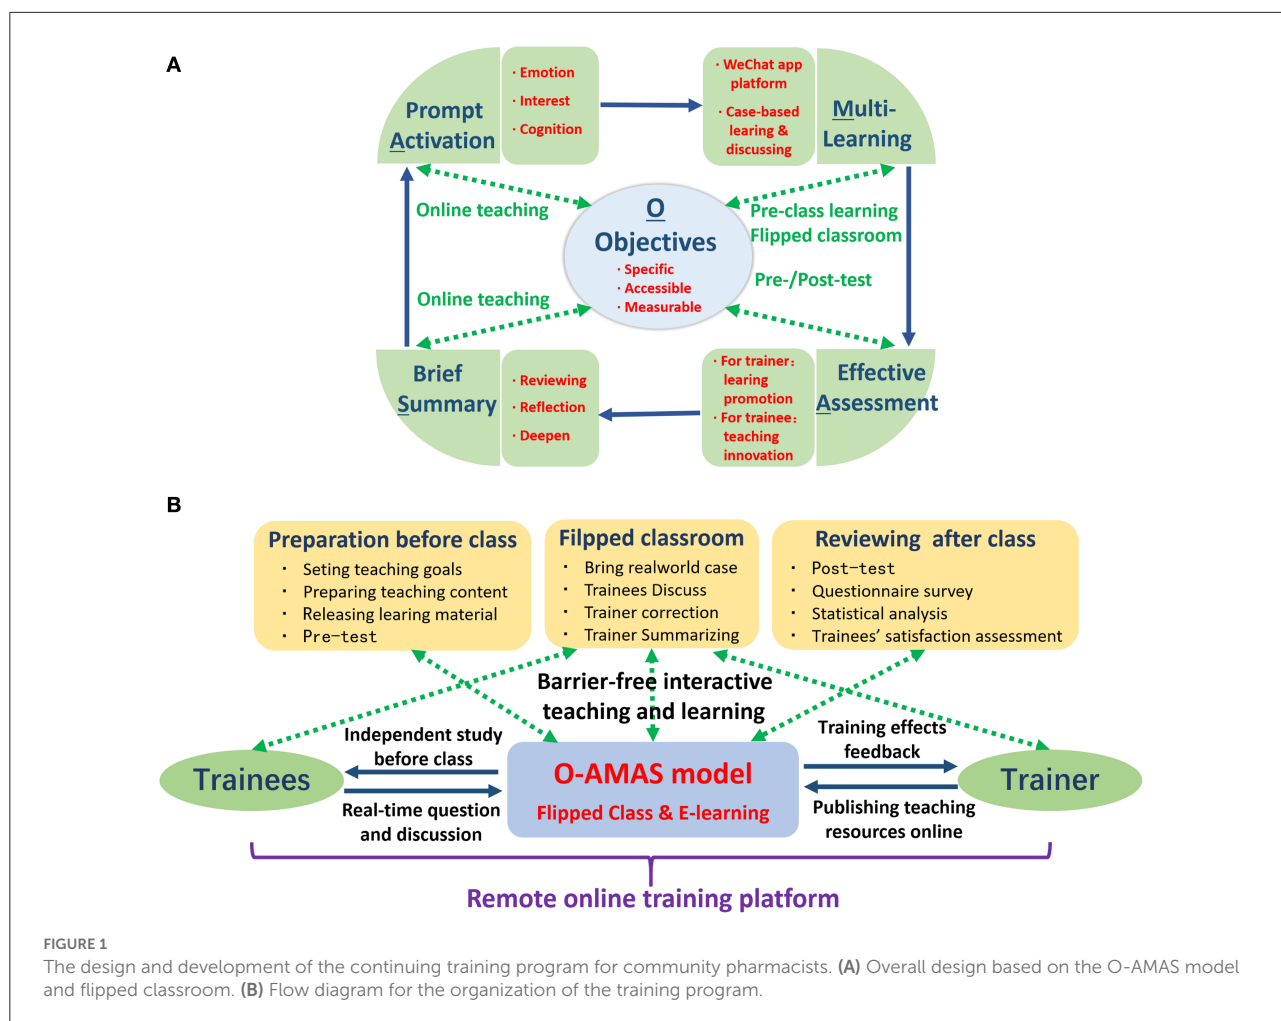 A
Prompt
Activation
· Emotion
· Interest
· Cognition
· WeChat app
platform
· Case-based
learing &
discussing
Multi-
Learning
Online teaching
O
Objectives
· Specific
· Accessible
· Measurable
Pre-class learning
Flipped classroom
Online teaching
Pre-/Post-test
Brief
Summary
· Reviewing
· Reflection
· Deepen
· For trainer:
learing
promotion
· For trainee:
teaching
innovation
Effective
Assessment
B
Preparation before class
· Seting teaching goals
· Preparing teaching content
· Releasing learing material
· Pre-test
Filpped classroom
· Bring realworld case
· Trainees Discuss
· Trainer correction
· Trainer Summarizing
Reviewing after class
· Post-test
· Questionnaire survey
· Statistical analysis
· Trainees' satisfaction assessment
Barrier-free interactive
teaching and learning
Independent study
before class
Training effects
feedback
Trainees
O-AMAS model
Flipped Class & E-learning
Trainer
Real-time question
and discussion
Publishing teaching
resources online
Remote online training platform
FIGURE 1
The design and development of the continuing training program for community pharmacists. (A) Overall design based on the O-AMAS model
and flipped classroom. (B) Flow diagram for the organization of the training program.